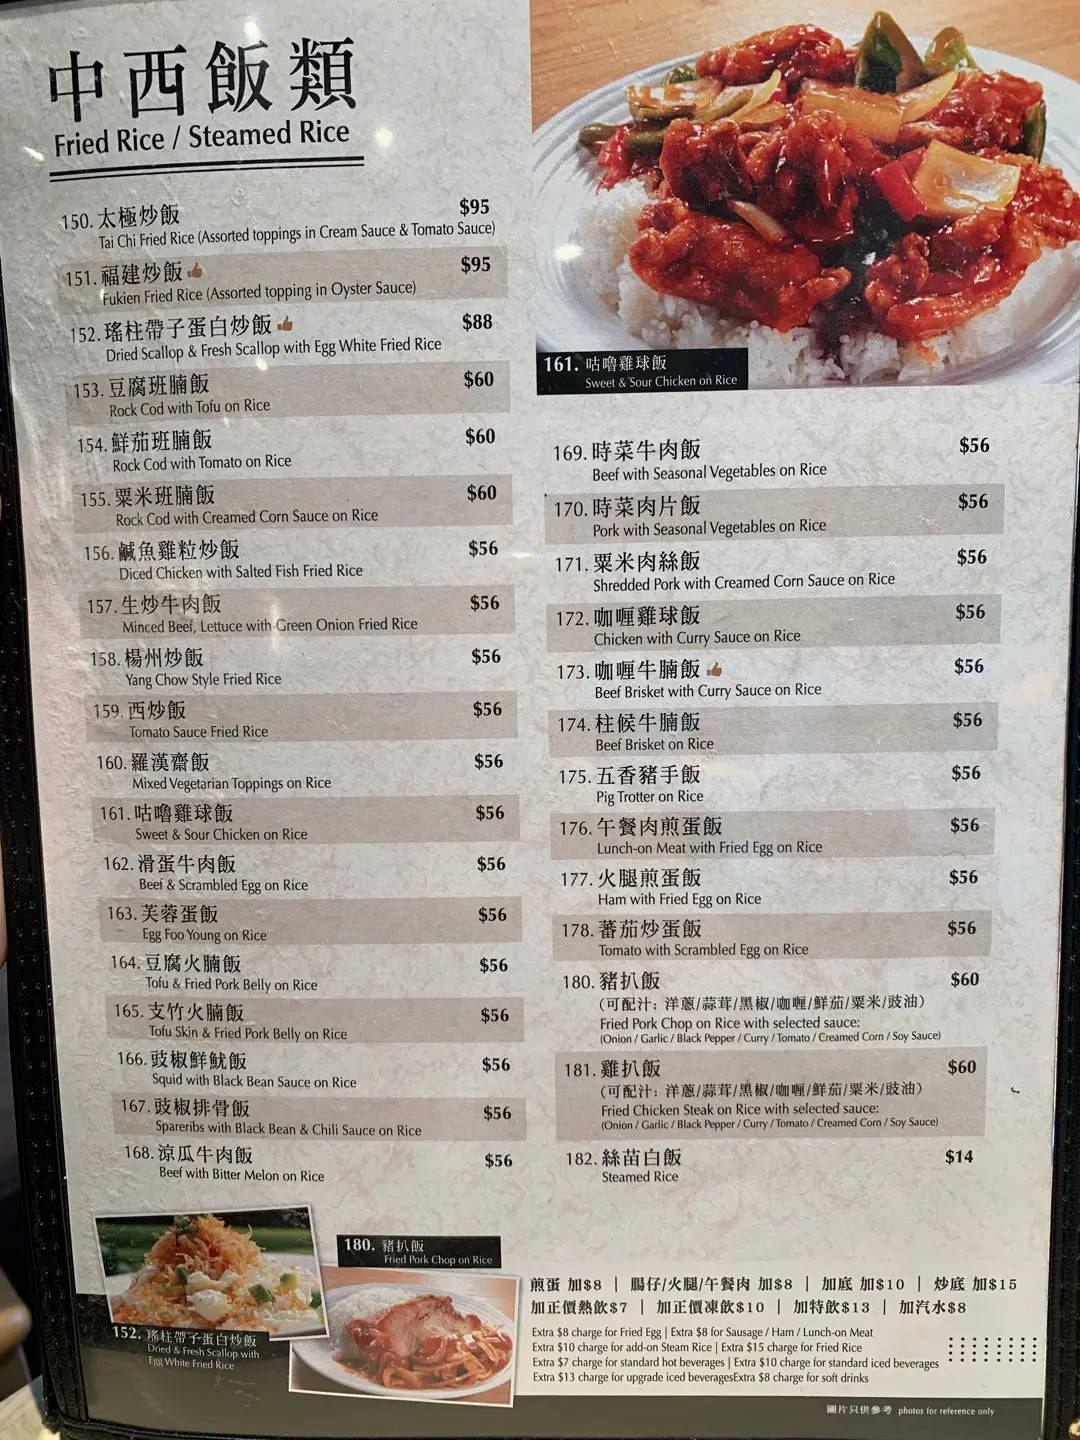 中西飯類
Fried Rice / Steamed Rice
150. 太極炒飯 $95
Tai Chi Fried Rice (Assorted toppings in Cream Sauce & Tomato Sauce)
151. 福建炒飯 $95
Fukien Fried Rice (Assorted topping in Oyster Sauce)
152. 瑤柱帶子蛋白炒飯 $88
Dried Scallop & Fresh Scallop with Egg White Fried Rice
153. 豆腐班腩飯 $60
Rock Cod with Tofu on Rice
154. 鮮茄班腩飯 $60
Rock Cod with Tomato on Rice
155. 粟米班腩飯 $60
Rock Cod with Creamed Corn Sauce on Rice
156. 鹹魚雞粒炒飯 $56
Diced Chicken with Salted Fish Fried Rice
157. 生炒牛肉飯 $56
Minced Beef, Lettuce with Green Onion Fried Rice
158. 楊州炒飯 $56
Yang Chow Style Fried Rice
159. 西炒飯 $56
Tomato Sauce Fried Rice
160. 羅漢齋飯 $56
Mixed Vegetarian Toppings on Rice
161. 咕嚕雞球飯 $56
Sweet & Sour Chicken on Rice
162. 滑蛋牛肉飯 $56
Beef & Scrambled Egg on Rice
163. 芙蓉蛋飯 $56
Egg Foo Young on Rice
164. 豆腐火腩飯 $56
Tofu & Fried Pork Belly on Rice
165. 支竹火腩飯 $56
Tofu Skin & Fried Pork Belly on Rice
166. 豉椒鮮魷飯 $56
Squid with Black Bean Sauce on Rice
167. 豉椒排骨飯 $56
Spareribs with Black Bean & Chili Sauce on Rice
168. 涼瓜牛肉飯 $56
Beef with Bitter Melon on Rice
161. 咕嚕雞球飯
Sweet & Sour Chicken on Rice
169. 時菜牛肉飯 $56
Beef with Seasonal Vegetables on Rice
170. 時菜肉片飯 $56
Pork with Seasonal Vegetables on Rice
171. 粟米肉絲飯 $56
Shredded Pork with Creamed Corn Sauce on Rice
172. 咖喱雞球飯 $56
Chicken with Curry Sauce on Rice
173. 咖喱牛腩飯 $56
Beef Brisket with Curry Sauce on Rice
174. 柱候牛腩飯 $56
Beef Brisket on Rice
175. 五香豬手飯 $56
Pig Trotter on Rice
176. 午餐肉煎蛋飯 $56
Lunch-on Meat with Fried Egg on Rice
177. 火腿煎蛋飯 $56
Ham with Fried Egg on Rice
178. 蕃茄炒蛋飯 $56
Tomato with Scrambled Egg on Rice
180. 豬扒飯 $60
(可配汁: 洋蔥/蒜茸/黑椒/咖喱/鮮茄/粟米/豉油)
Fried Pork Chop on Rice with selected sauce:
(Onion / Garlic / Black Pepper / Curry / Tomato / Creamed Corn / Soy Sauce)
181. 雞扒飯 $60
(可配汁: 洋蔥/蒜茸/黑椒/咖喱/鮮茄/粟米/豉油)
Fried Chicken Steak on Rice with selected sauce:
(Onion / Garlic / Black Pepper / Curry / Tomato / Creamed Corn / Soy Sauce)
182. 絲苗白飯 $14
Steamed Rice
152. 瑤柱帶子蛋白炒飯
Dried & Fresh Scallop with
Egg White Fried Rice
180. 豬扒飯
Fried Pork Chop on Rice
煎蛋 加$8 | 腸仔/火腿/午餐肉 加$8 | 加底 加$10 | 炒底 加$15
加正價熱飲$7 | 加正價凍飲$10 | 加特飲$13 | 加汽水$8
Extra $8 charge for Fried Egg | Extra $8 for Sausage / Ham / Lunch-on Meat
Extra $10 charge for add-on Steam Rice | Extra $15 charge for Fried Rice
Extra $7 charge for standard hot beverages | Extra $10 charge for standard iced beverages
Extra $13 charge for upgrade iced beveragesExtra $8 charge for soft drinks
圖片只供參考 photos for reference only